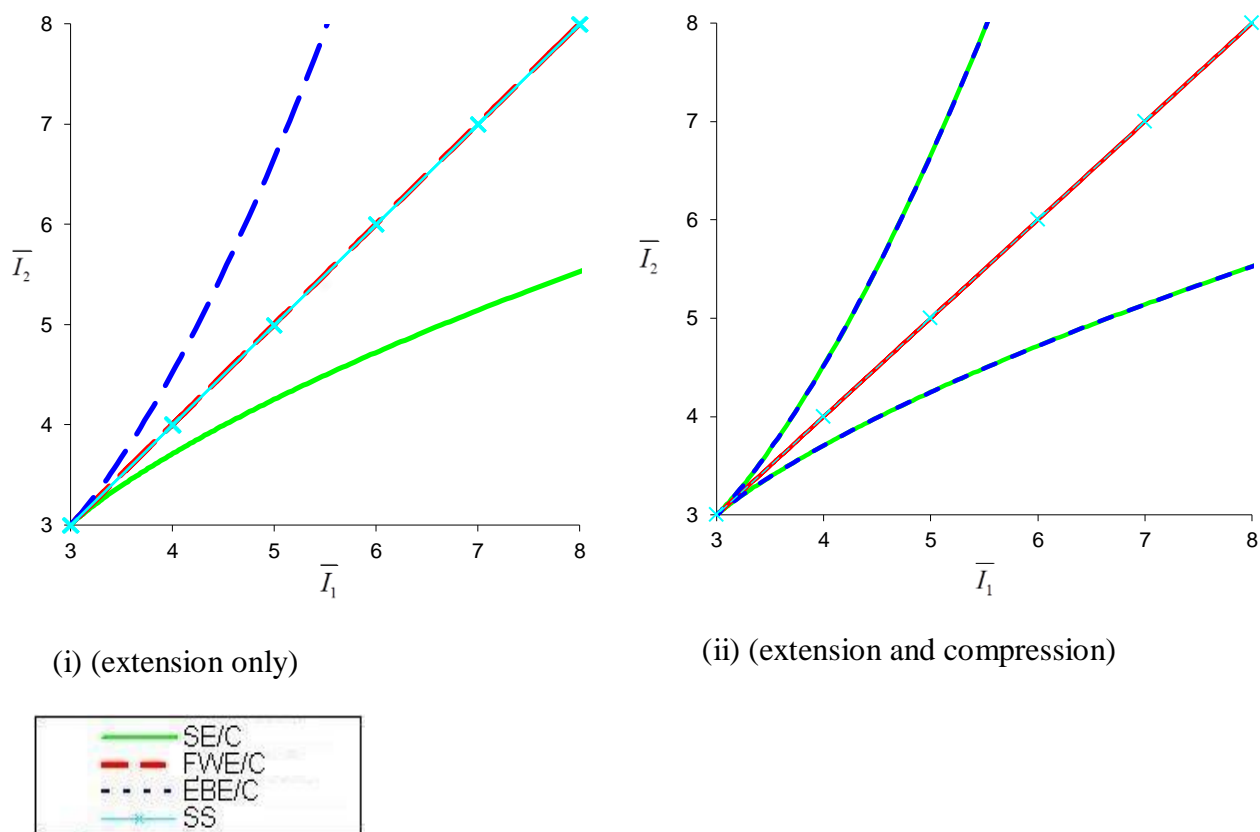 8
7
6
5
4
3
I̅₂
3 4 5 6 7 8
I̅₁
(i) (extension only)
8
7
6
5
4
3
I̅₂
3 4 5 6 7 8
I̅₁
(ii) (extension and compression)
SE/C
FWE/C
EBE/C
SS